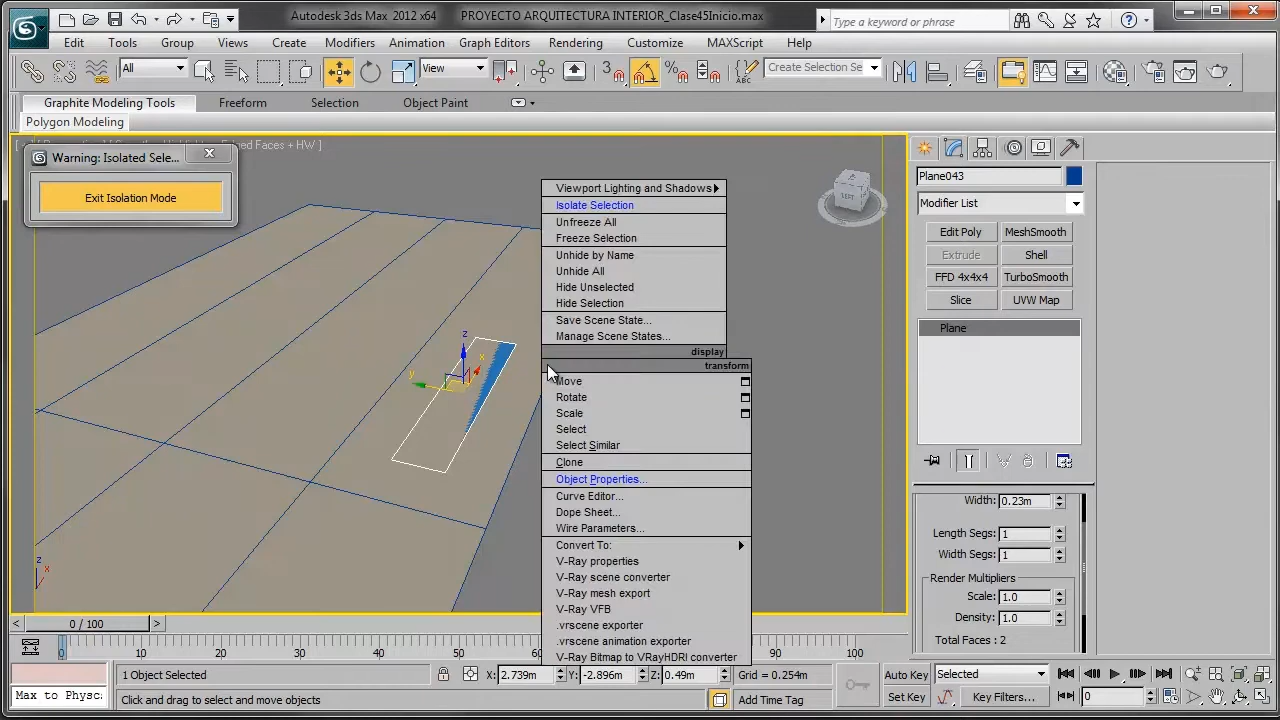 Autodesk 3ds Max 2012 x64 PROYECTO ARQUITECTURA INTERIOR_Clase45Inicio.max
Type a keyword or phrase
Edit Tools Group Views Create Modifiers Animation Graph Editors Rendering Customize MAXScript Help
All
View
3
Create Selection Se
Graphite Modeling Tools Freeform Selection Object Paint
Polygon Modeling
Faces + HW ]
Warning: Isolated Sele...
Exit Isolation Mode
Viewport Lighting and Shadows
Isolate Selection
Unfreeze All
Freeze Selection
Unhide by Name
Unhide All
Hide Unselected
Hide Selection
Save Scene State...
Manage Scene States...
display
transform
Move
Rotate
Scale
Select
Select Similar
Clone
Object Properties...
Curve Editor...
Dope Sheet...
Wire Parameters...
Convert To:
V-Ray properties
V-Ray scene converter
V-Ray mesh export
V-Ray VFB
.vrscene exporter
.vrscene animation exporter
V-Ray Bitmap to VRayHDRI converter
z
x
y
z
x
LEFT
Plane043
Modifier List
Edit Poly MeshSmooth
Extrude Shell
FFD 4x4x4 TurboSmooth
Slice UVW Map
Plane
Width: 0.23m
Length Segs: 1
Width Segs: 1
Render Multipliers
Scale: 1.0
Density: 1.0
Total Faces : 2
< 0 / 100 >
0 10 20 30 40 50 90 100
1 Object Selected
X: 2.739m Y: -2.896m Z: 0.49m Grid = 0.254m
Auto Key Selected
Max to Physc
Click and drag to select and move objects
Add Time Tag
Set Key Key Filters... 0